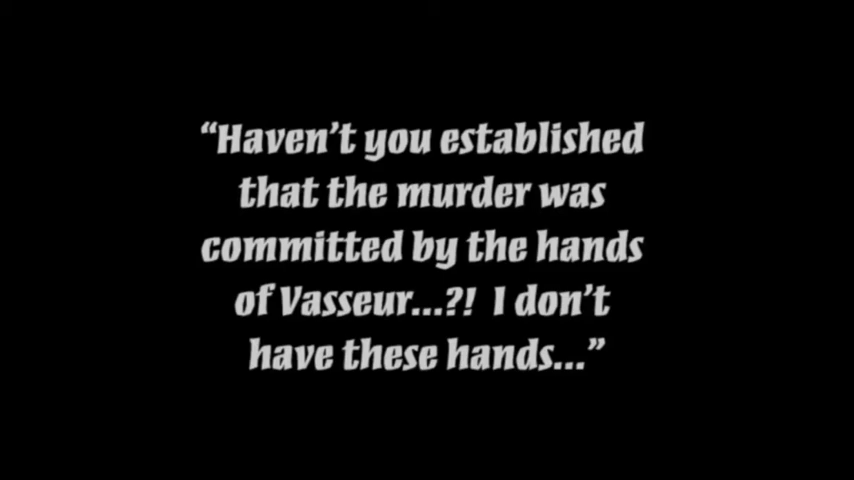 “Haven’t you established
that the murder was
committed by the hands
of Vasseur...?!  I don’t
have these hands...”